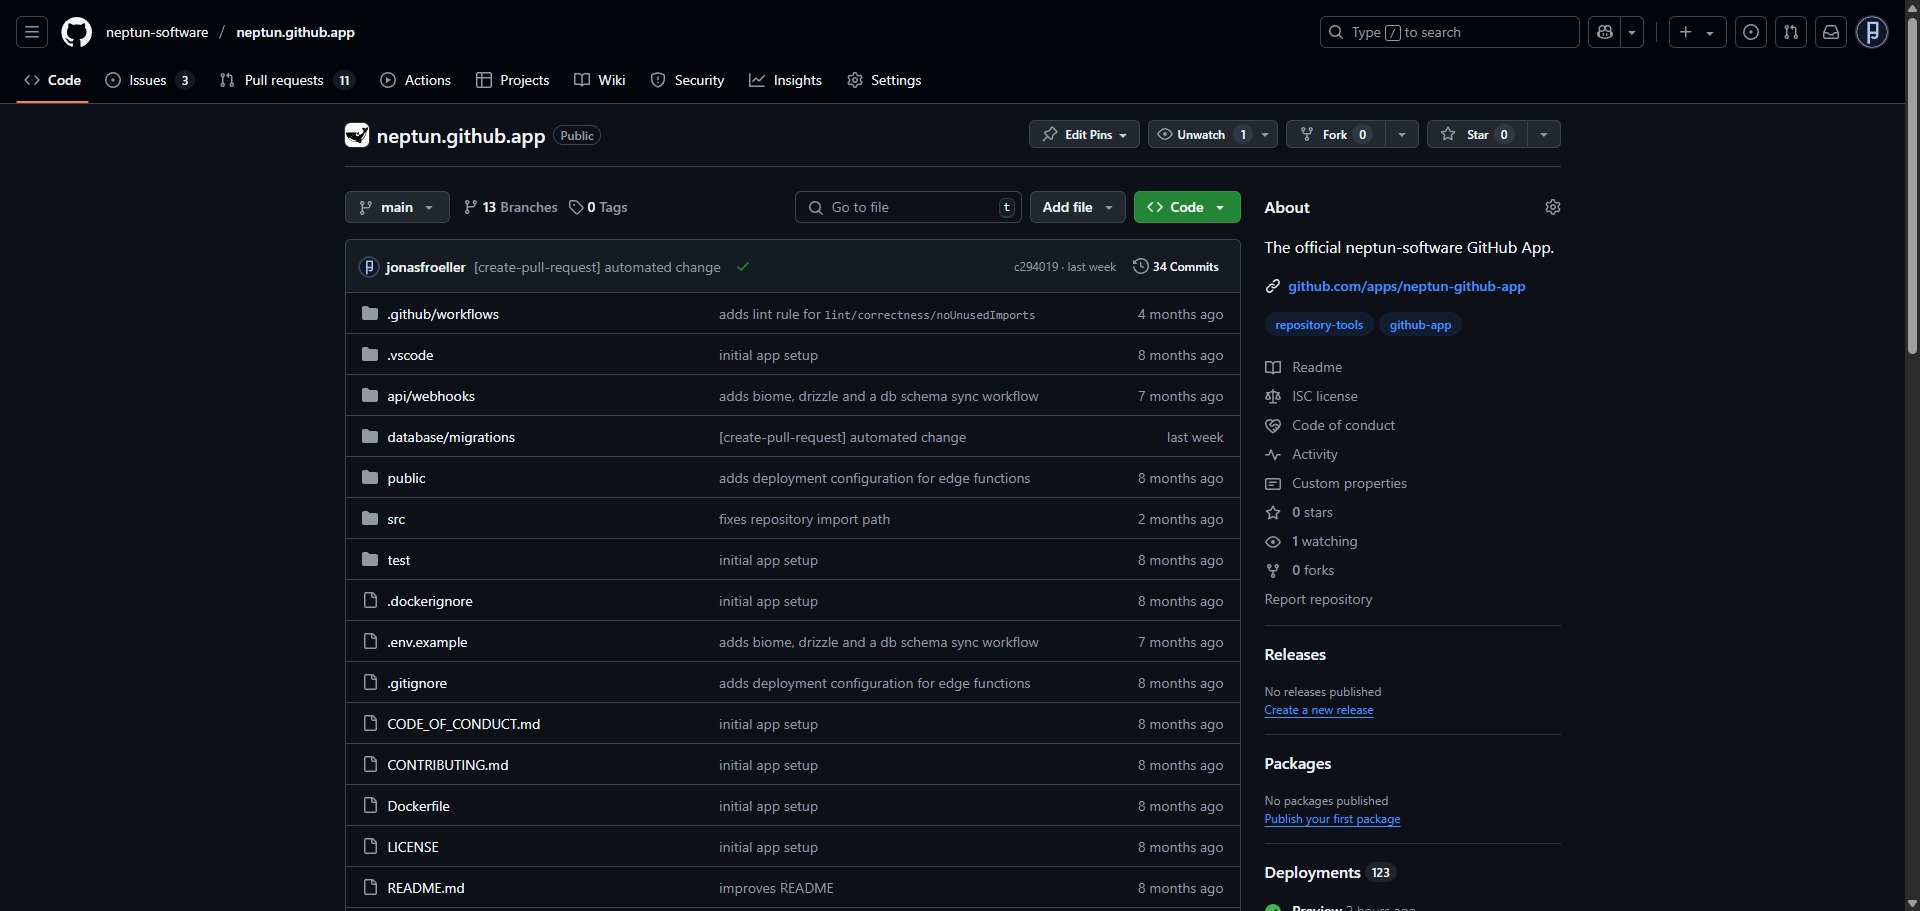 neptun-software / neptun.github.app
Type / to search
Code
Issues 3
Pull requests 11
Actions
Projects
Wiki
Security
Insights
Settings
neptun.github.app Public
Edit Pins
Unwatch 1
Fork 0
Star 0
main
13 Branches
0 Tags
Go to file t
Add file
Code
jonasfroeller [create-pull-request] automated change
c294019 · last week
34 Commits
.github/workflows adds lint rule for lint/correctness/noUnusedImports 4 months ago
.vscode initial app setup 8 months ago
api/webhooks adds biome, drizzle and a db schema sync workflow 7 months ago
database/migrations [create-pull-request] automated change last week
public adds deployment configuration for edge functions 8 months ago
src fixes repository import path 2 months ago
test initial app setup 8 months ago
.dockerignore initial app setup 8 months ago
.env.example adds biome, drizzle and a db schema sync workflow 7 months ago
.gitignore adds deployment configuration for edge functions 8 months ago
CODE_OF_CONDUCT.md initial app setup 8 months ago
CONTRIBUTING.md initial app setup 8 months ago
Dockerfile initial app setup 8 months ago
LICENSE initial app setup 8 months ago
README.md improves README 8 months ago
About
The official neptun-software GitHub App.
github.com/apps/neptun-github-app
repository-tools github-app
Readme
ISC license
Code of conduct
Activity
Custom properties
0 stars
1 watching
0 forks
Report repository
Releases
No releases published
Create a new release
Packages
No packages published
Publish your first package
Deployments 123
Preview 2 hours ago